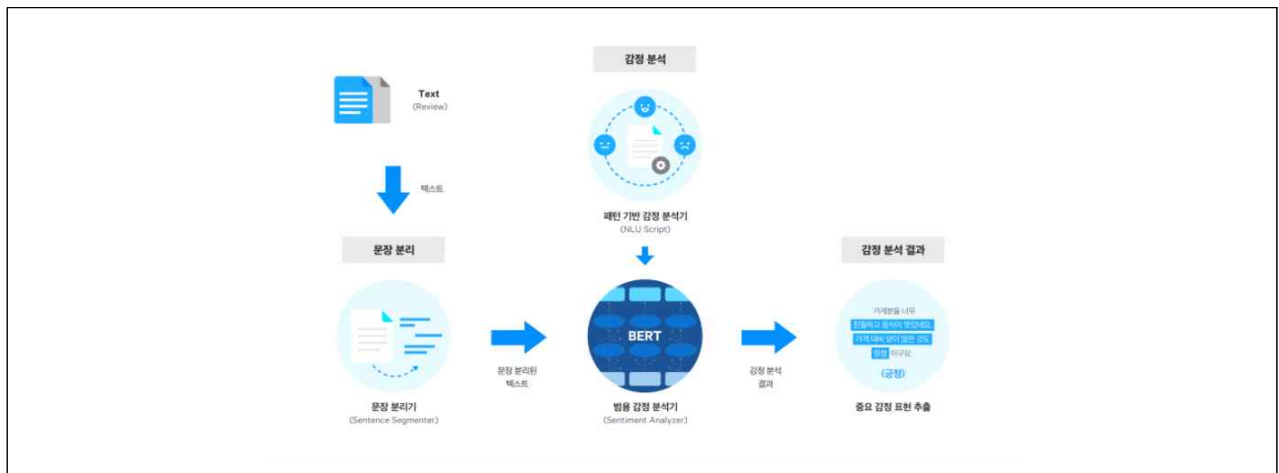 Text
(Review)
텍스트
문장 분리
문장 분리기
(Sentence Segmenter)
문장 분리된
텍스트
감정 분석
패턴 기반 감정 분석기
(NLU Script)
BERT
범용 감정 분석기
(Sentiment Analyzer)
감정 분석
결과
감정 분석 결과
가게분들 너무
친절하고 음식이 맛있네요.
가격 대비 양이 많은 것도
장점 이구요.
(긍정)
중요 감정 표현 추출